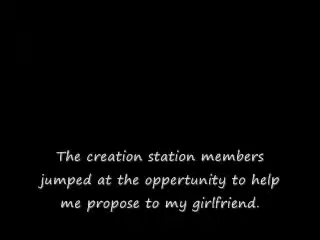 The creation station members
jumped at the oppertunity to help
me propose to my girlfriend.